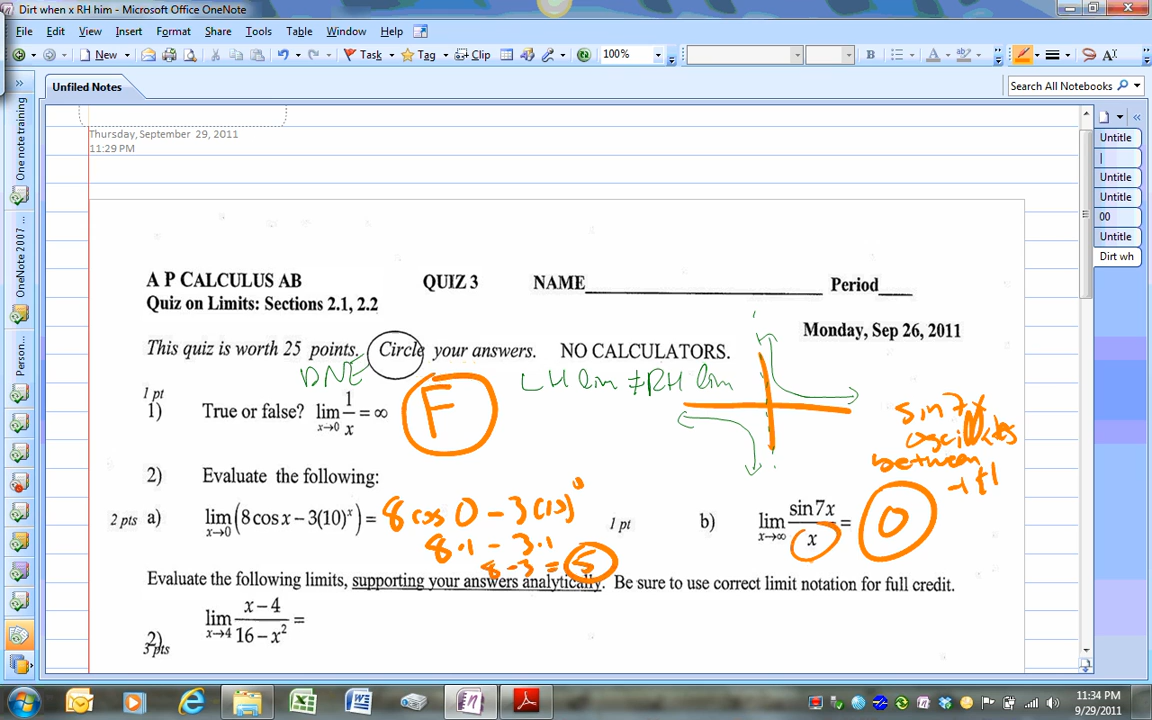 Dirt when x RH him - Microsoft Office OneNote
File Edit View Insert Format Share Tools Table Window Help
New Task Tag Clip 100% B A ab A
Unfiled Notes
Search All Notebooks
One note training
OneNote 2007 ...
Person...
Untitle
Untitle
Untitle
00
Untitle
Dirt wh
Thursday, September 29, 2011
11:29 PM
A P CALCULUS AB QUIZ 3 NAME____ Period____
Quiz on Limits: Sections 2.1, 2.2
Monday, Sep 26, 2011
This quiz is worth 25 points. Circle your answers. NO CALCULATORS.
DNE LH lim ≠ RH lim
1 pt
1) True or false? lim x→0 1/x = ∞ F
sin 7x
oscillates
between
-1 & 1
2) Evaluate the following:
2 pts a) lim x→0 (8 cos x − 3(10)^x) = 8 cos 0 − 3(10)^0
8·1 − 3·1
8 - 3 = 5
1 pt b) lim x→∞ sin 7x / x = 0
Evaluate the following limits, supporting your answers analytically. Be sure to use correct limit notation for full credit.
2) lim x→4 x − 4 / 16 − x² =
3 pts
11:34 PM
9/29/2011